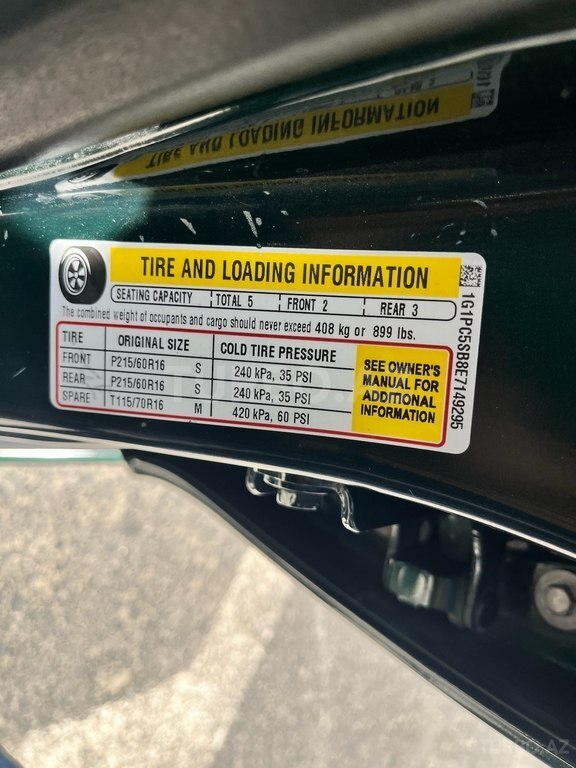 TIRE AND LOADING INFORMATION
TIRE AND LOADING INFORMATION
SEATING CAPACITY TOTAL 5 FRONT 2 REAR 3
The combined weight of occupants and cargo should never exceed 408 kg or 899 lbs.
TIRE ORIGINAL SIZE COLD TIRE PRESSURE
FRONT P215/60R16 S 240 kPa, 35 PSI
REAR P215/60R16 S 240 kPa, 35 PSI
SPARE T115/70R16 M 420 kPa, 60 PSI
SEE OWNER'S
MANUAL FOR
ADDITIONAL
INFORMATION
1G1PC5SB8E7149295
TURBO.AZ